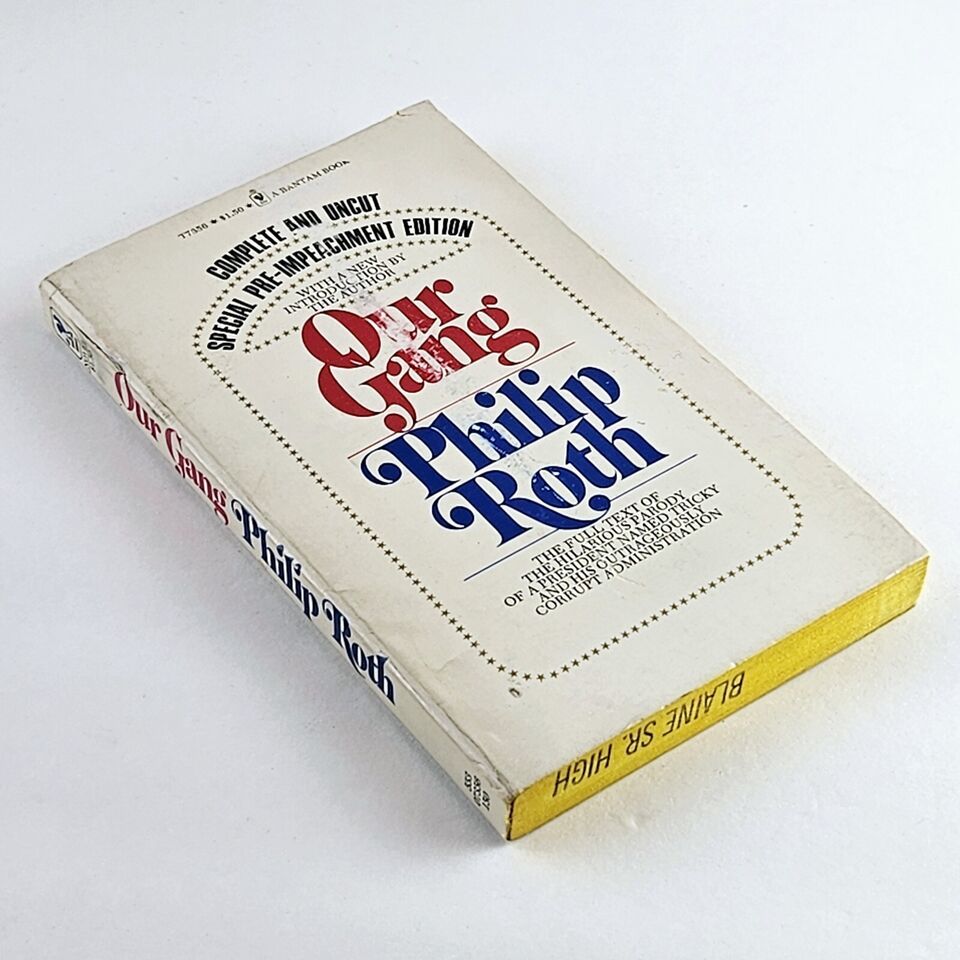 T7356 ★ $1.50 ★ A BANTAM BOOK
COMPLETE AND UNCUT
SPECIAL PRE-IMPEACHMENT EDITION
WITH A NEW
INTRODUCTION BY
THE AUTHOR
Our
Gang
Philip
Roth
THE FULL TEXT OF
THE HILARIOUS PARODY
OF A PRESIDENT NAMED TRICKY
AND HIS OUTRAGEOUSLY
CORRUPT ADMINISTRATION
Our Gang Philip Roth
BLAINE SR. HIGH